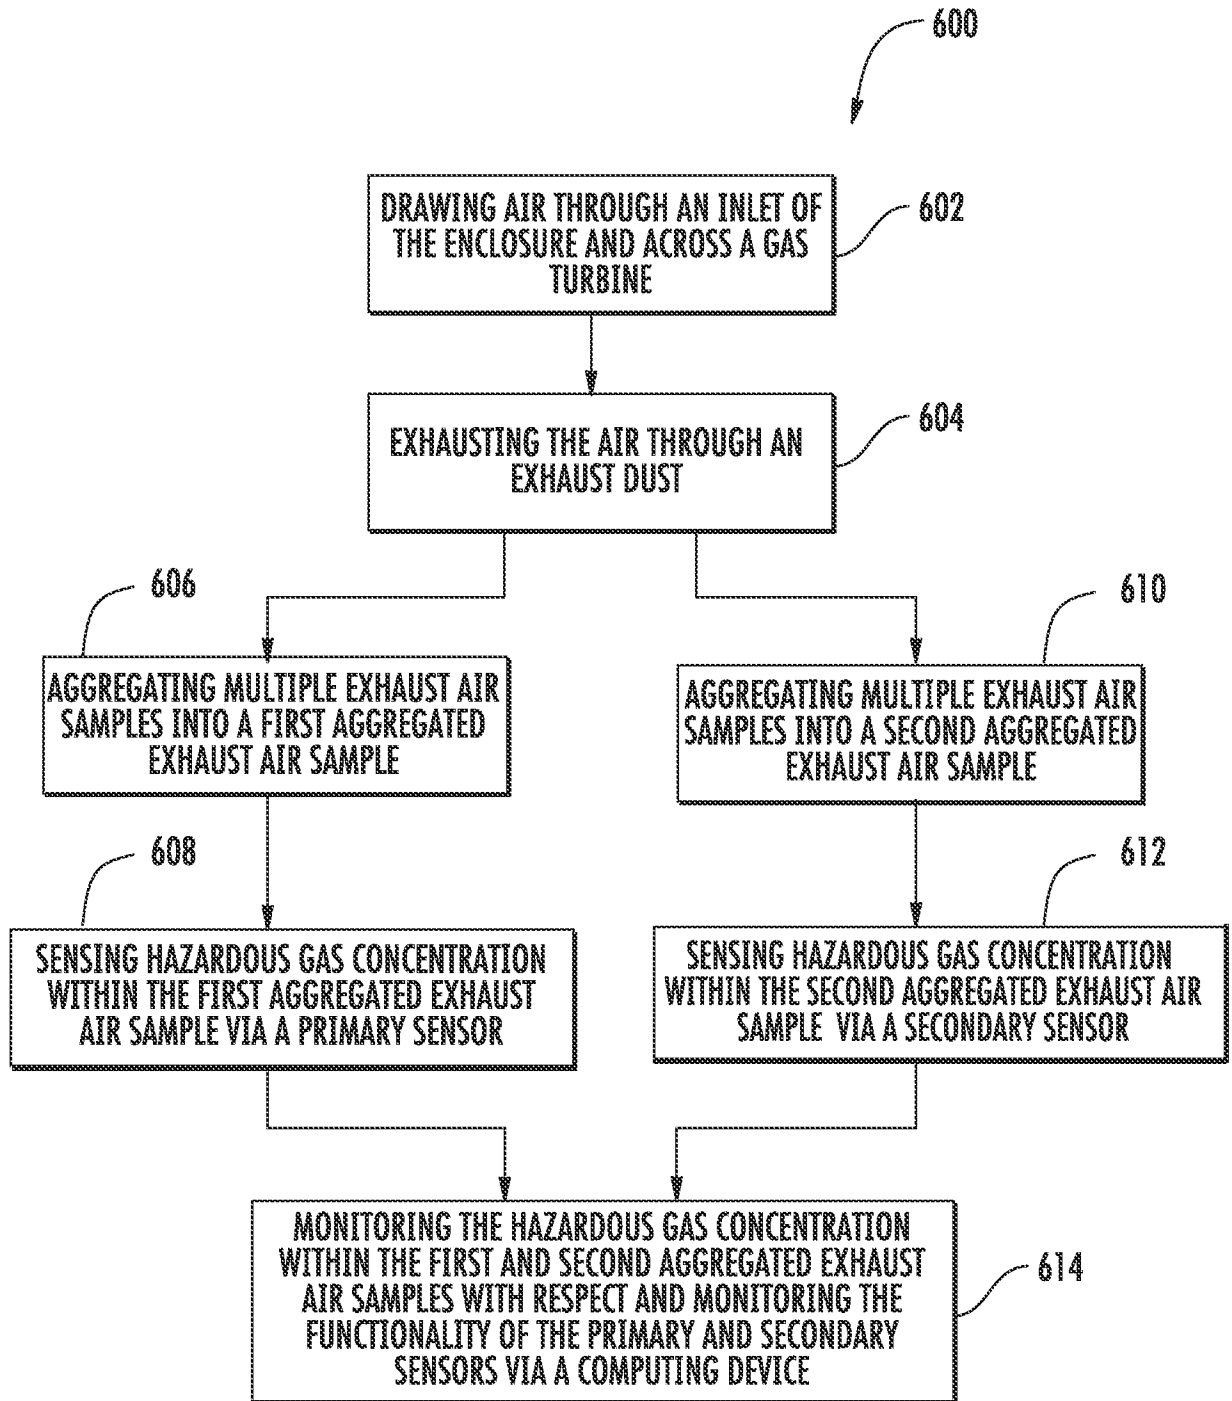 600
DRAWING AIR THROUGH AN INLET OF
THE ENCLOSURE AND ACROSS A GAS
TURBINE
602
EXHAUSTING THE AIR THROUGH AN
EXHAUST DUST
604
606
AGGREGATING MULTIPLE EXHAUST AIR
SAMPLES INTO A FIRST AGGREGATED
EXHAUST AIR SAMPLE
610
AGGREGATING MULTIPLE EXHAUST AIR
SAMPLES INTO A SECOND AGGREGATED
EXHAUST AIR SAMPLE
608
SENSING HAZARDOUS GAS CONCENTRATION
WITHIN THE FIRST AGGREGATED EXHAUST
AIR SAMPLE VIA A PRIMARY SENSOR
612
SENSING HAZARDOUS GAS CONCENTRATION
WITHIN THE SECOND AGGREGATED EXHAUST AIR
SAMPLE VIA A SECONDARY SENSOR
MONITORING THE HAZARDOUS GAS CONCENTRATION
WITHIN THE FIRST AND SECOND AGGREGATED EXHAUST
AIR SAMPLES WITH RESPECT AND MONITORING THE
FUNCTIONALITY OF THE PRIMARY AND SECONDARY
SENSORS VIA A COMPUTING DEVICE
614